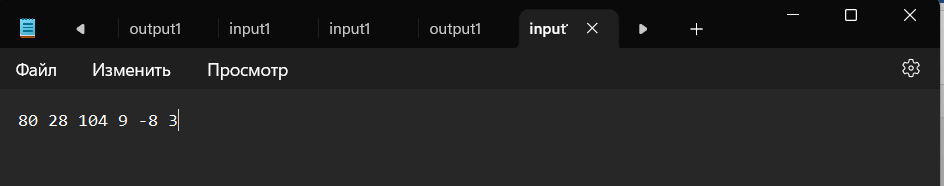 output1 input1 input1 output1 input1
Файл Изменить Просмотр
80 28 104 9 -8 3